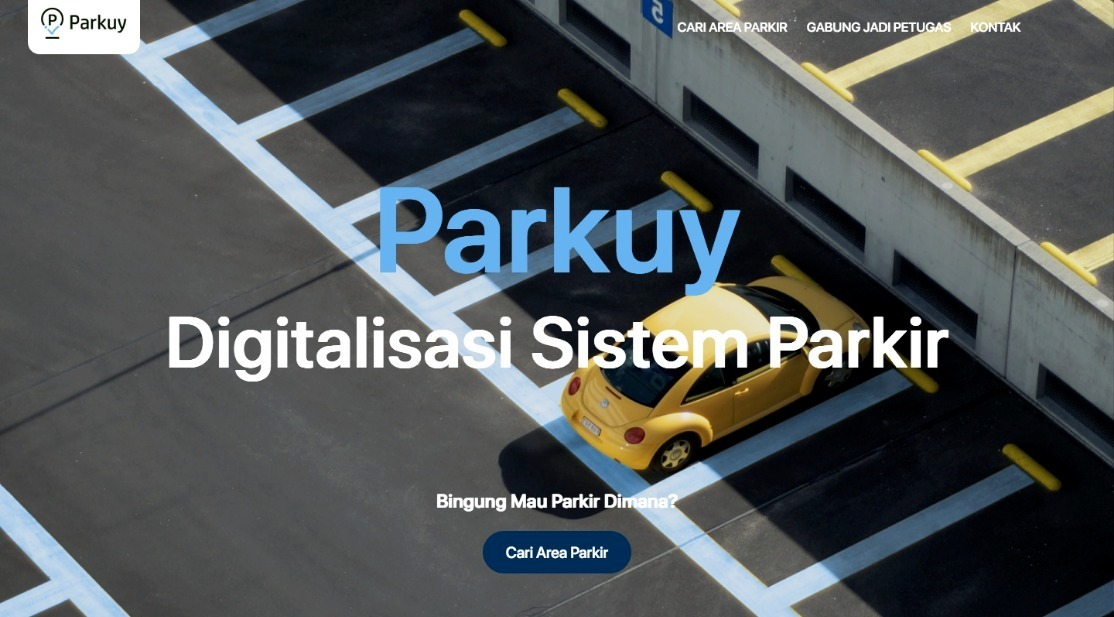 Parkuy
CARI AREA PARKIR GABUNG JADI PETUGAS KONTAK
Parkuy
Digitalisasi Sistem Parkir
Bingung Mau Parkir Dimana?
Cari Area Parkir